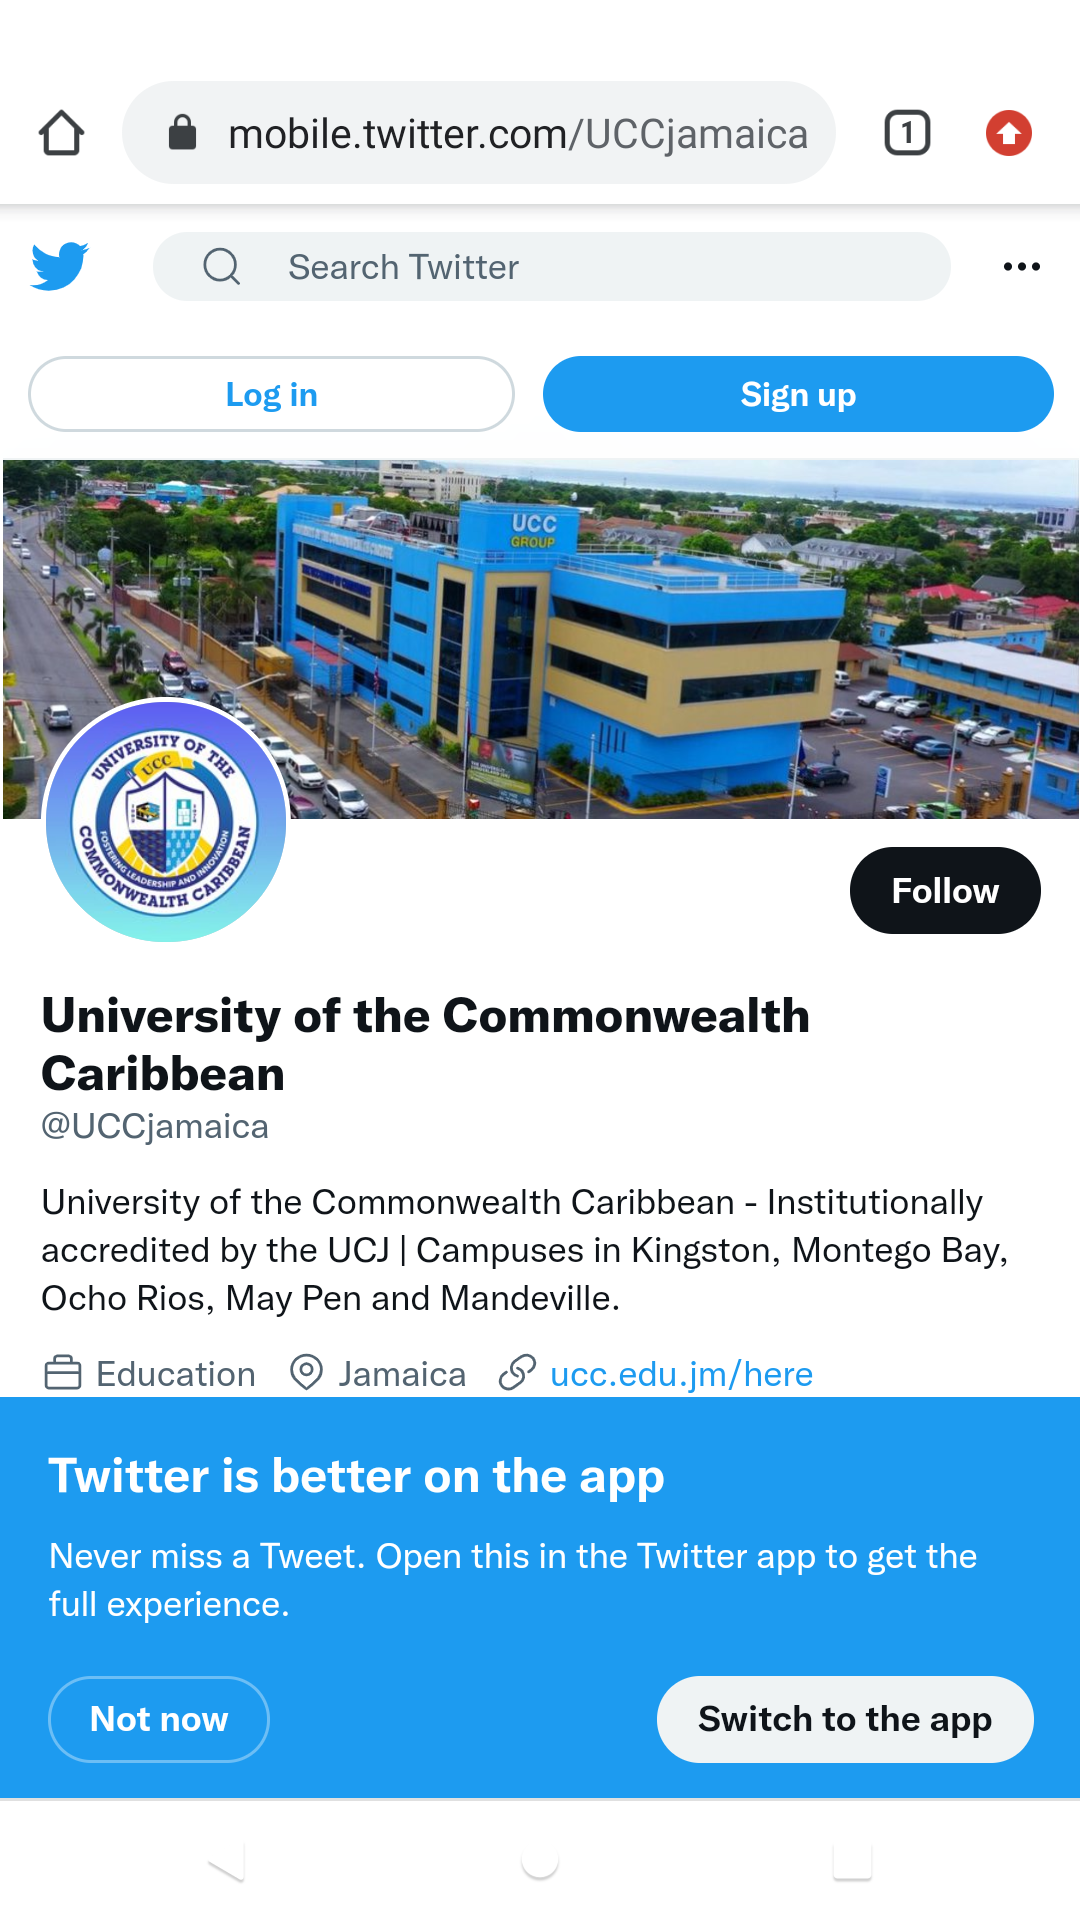 mobile.twitter.com/UCCjamaica
1
Search Twitter
Log in
Sign up
UCC
GROUP
UNIVERSITY OF THE
UCC
FOSTERING LEADERSHIP AND INNOVATION
COMMONWEALTH CARIBBEAN
Follow
University of the Commonwealth
Caribbean
@UCCjamaica
University of the Commonwealth Caribbean - Institutionally
accredited by the UCJ | Campuses in Kingston, Montego Bay,
Ocho Rios, May Pen and Mandeville.
Education
Jamaica
ucc.edu.jm/here
Twitter is better on the app
Never miss a Tweet. Open this in the Twitter app to get the
full experience.
Not now
Switch to the app